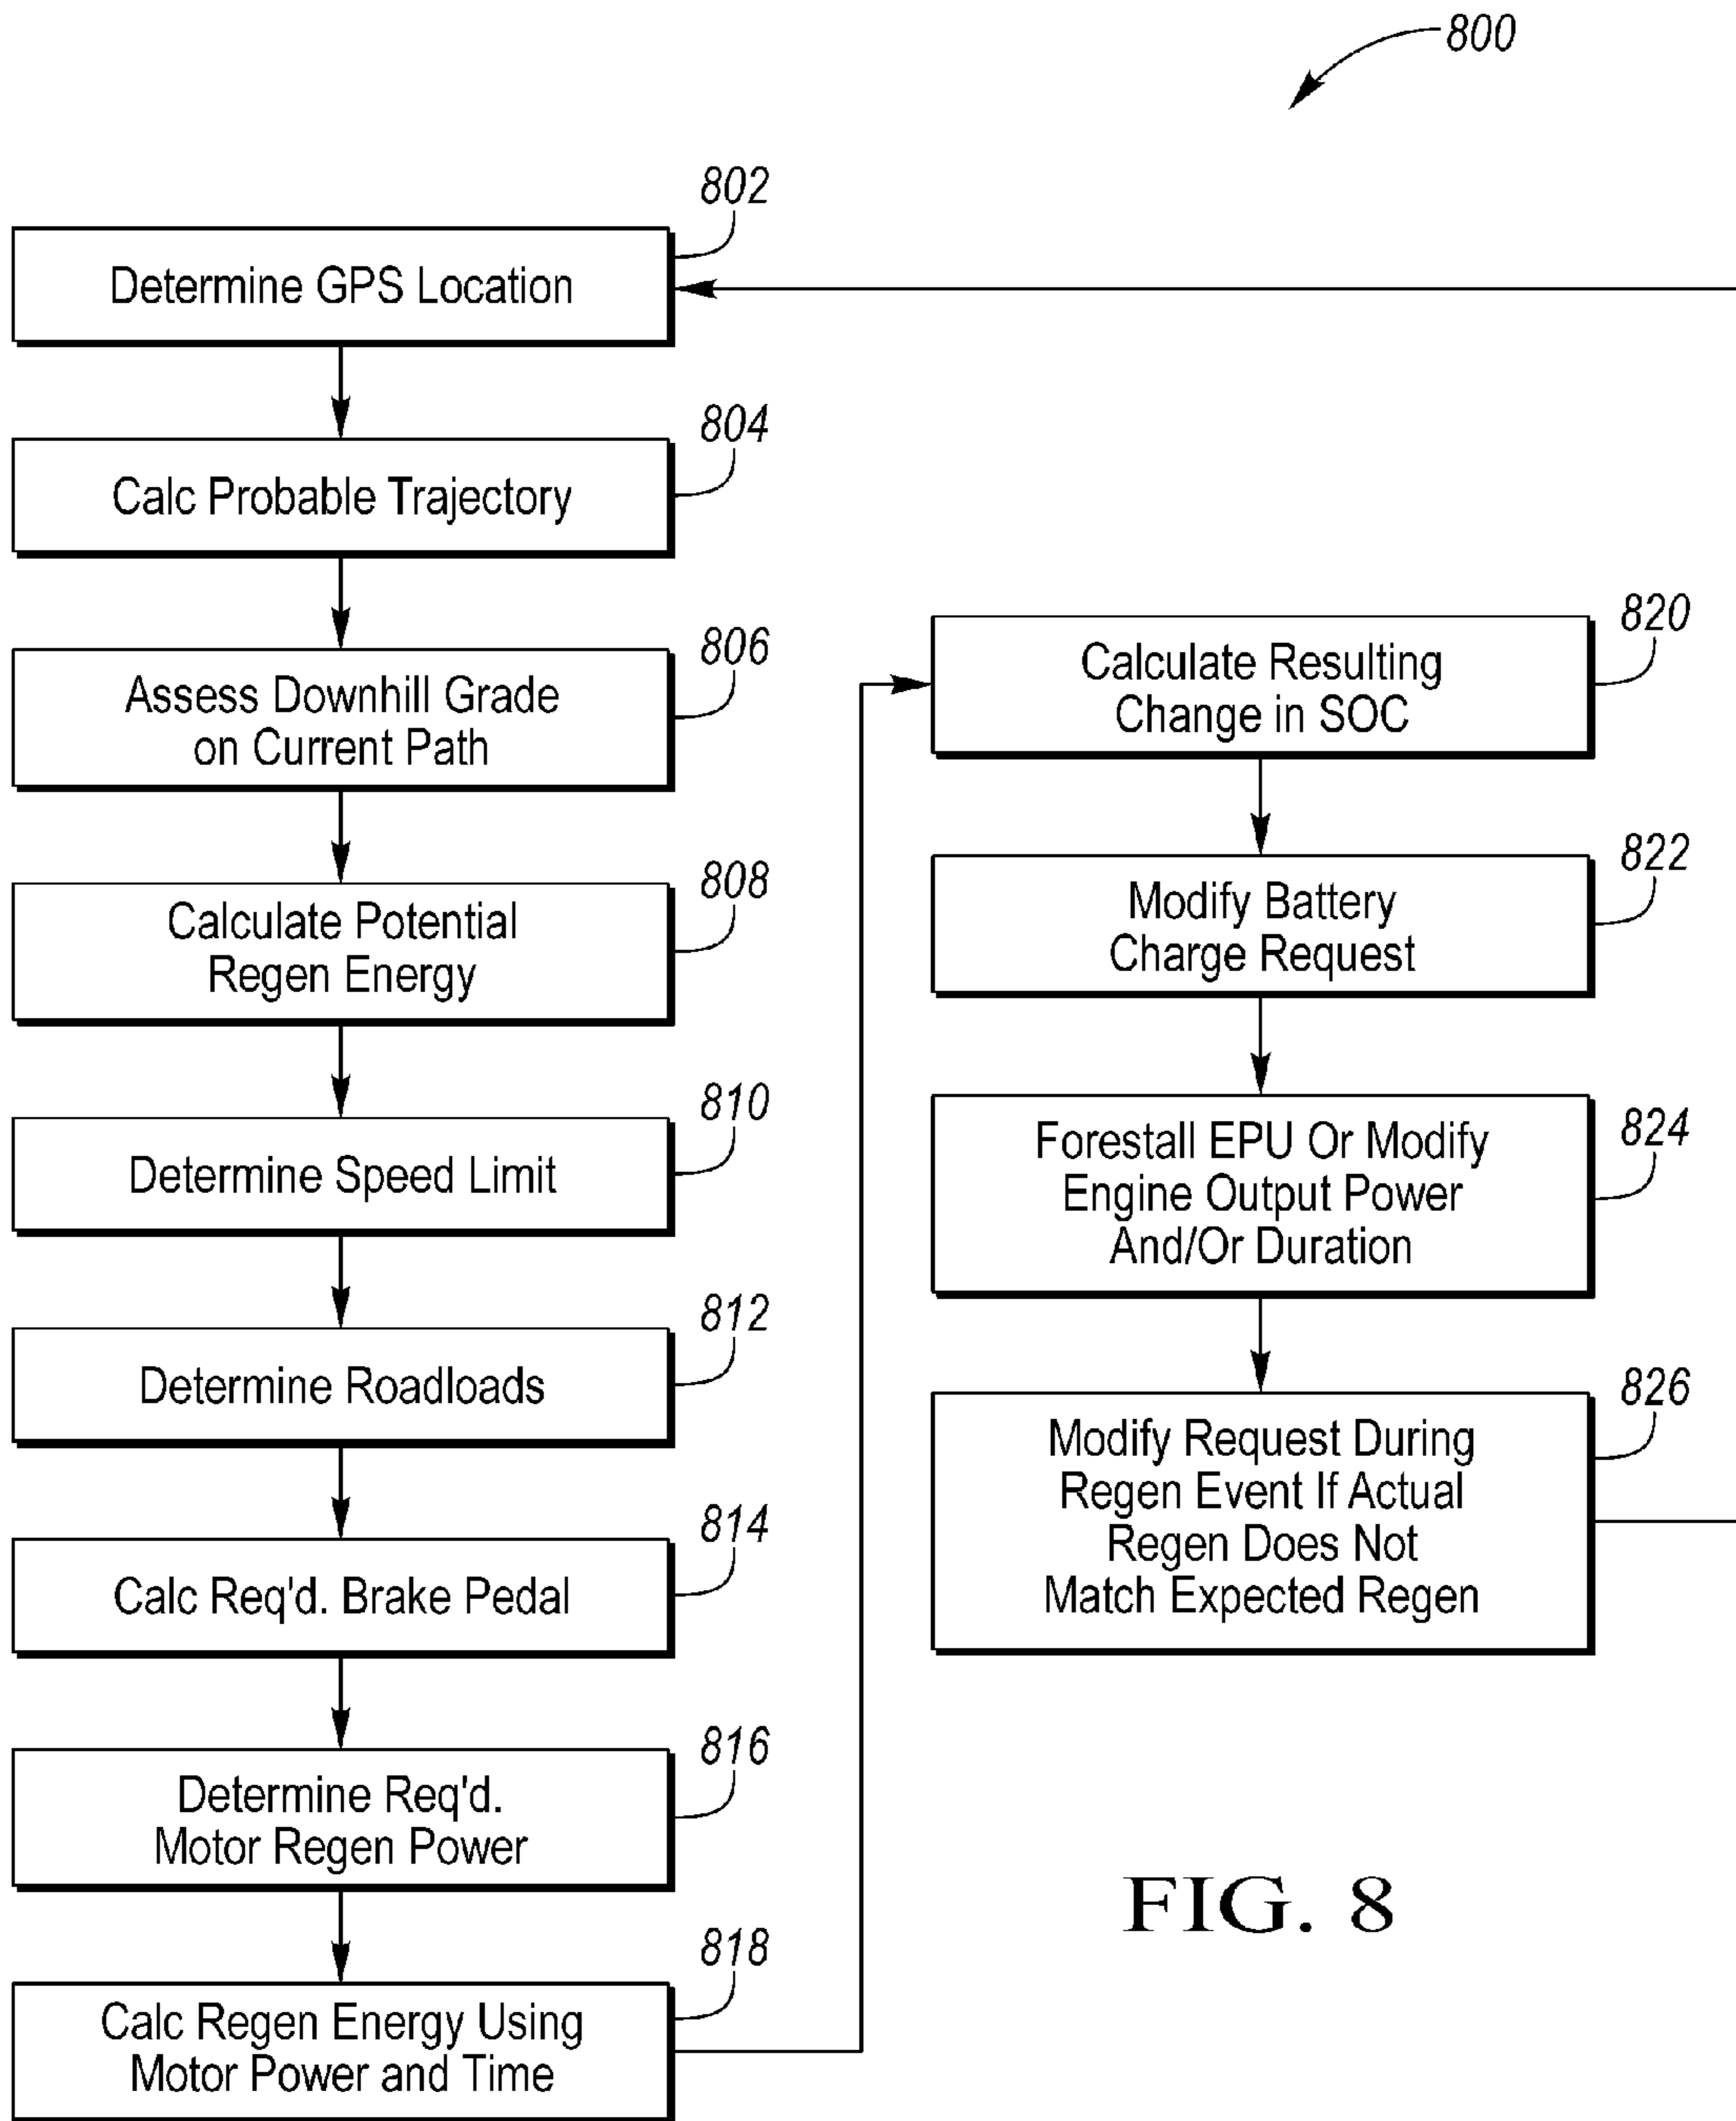 800
802
Determine GPS Location
804
Calc Probable Trajectory
806
Assess Downhill Grade
on Current Path
808
Calculate Potential
Regen Energy
810
Determine Speed Limit
812
Determine Roadloads
814
Calc Req'd. Brake Pedal
816
Determine Req'd.
Motor Regen Power
818
Calc Regen Energy Using
Motor Power and Time
820
Calculate Resulting
Change in SOC
822
Modify Battery
Charge Request
824
Forestall EPU Or Modify
Engine Output Power
And/Or Duration
826
Modify Request During
Regen Event If Actual
Regen Does Not
Match Expected Regen
FIG. 8